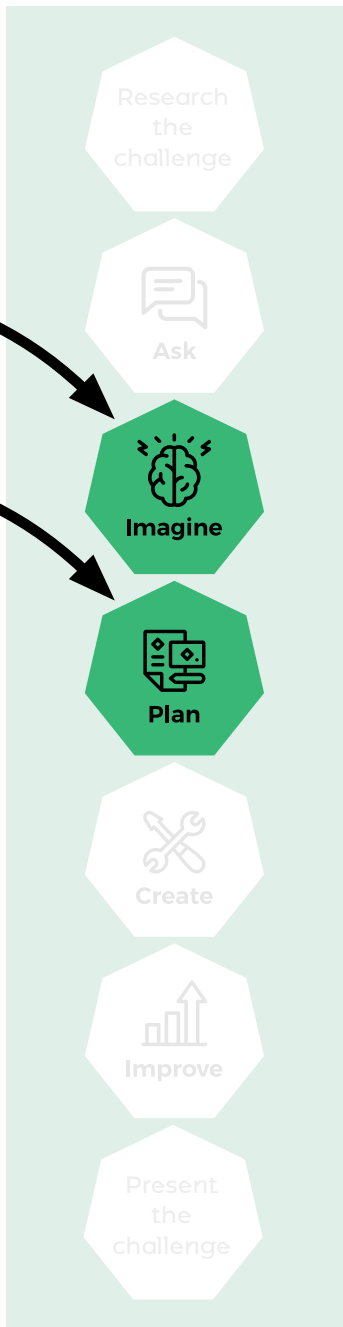 Research
the
challenge
Ask
Imagine
Plan
Create
Improve
Present
the
challenge